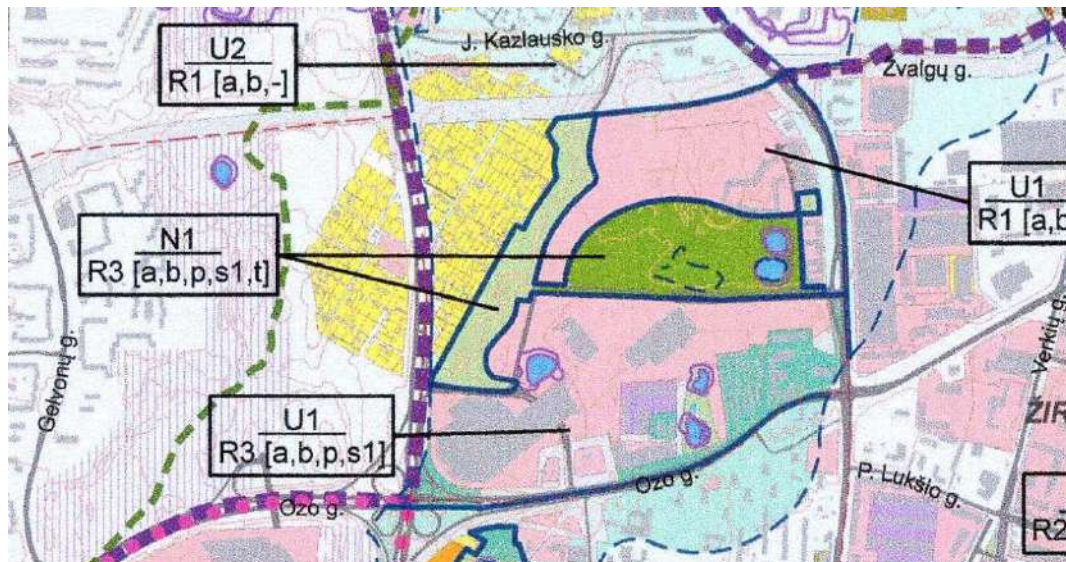 J. Kazlausko g.
U2
R1 [a,b,-]
Žvalgų g.
U1
R1 [a,b
N1
R3 [a,b,p,s1,t]
Gelvonų g.
Verkių g.
ŽIR
U1
R3 [a,b,p,s1]
Ozo g.
P. Lukšio g.
Ozo g.
R2